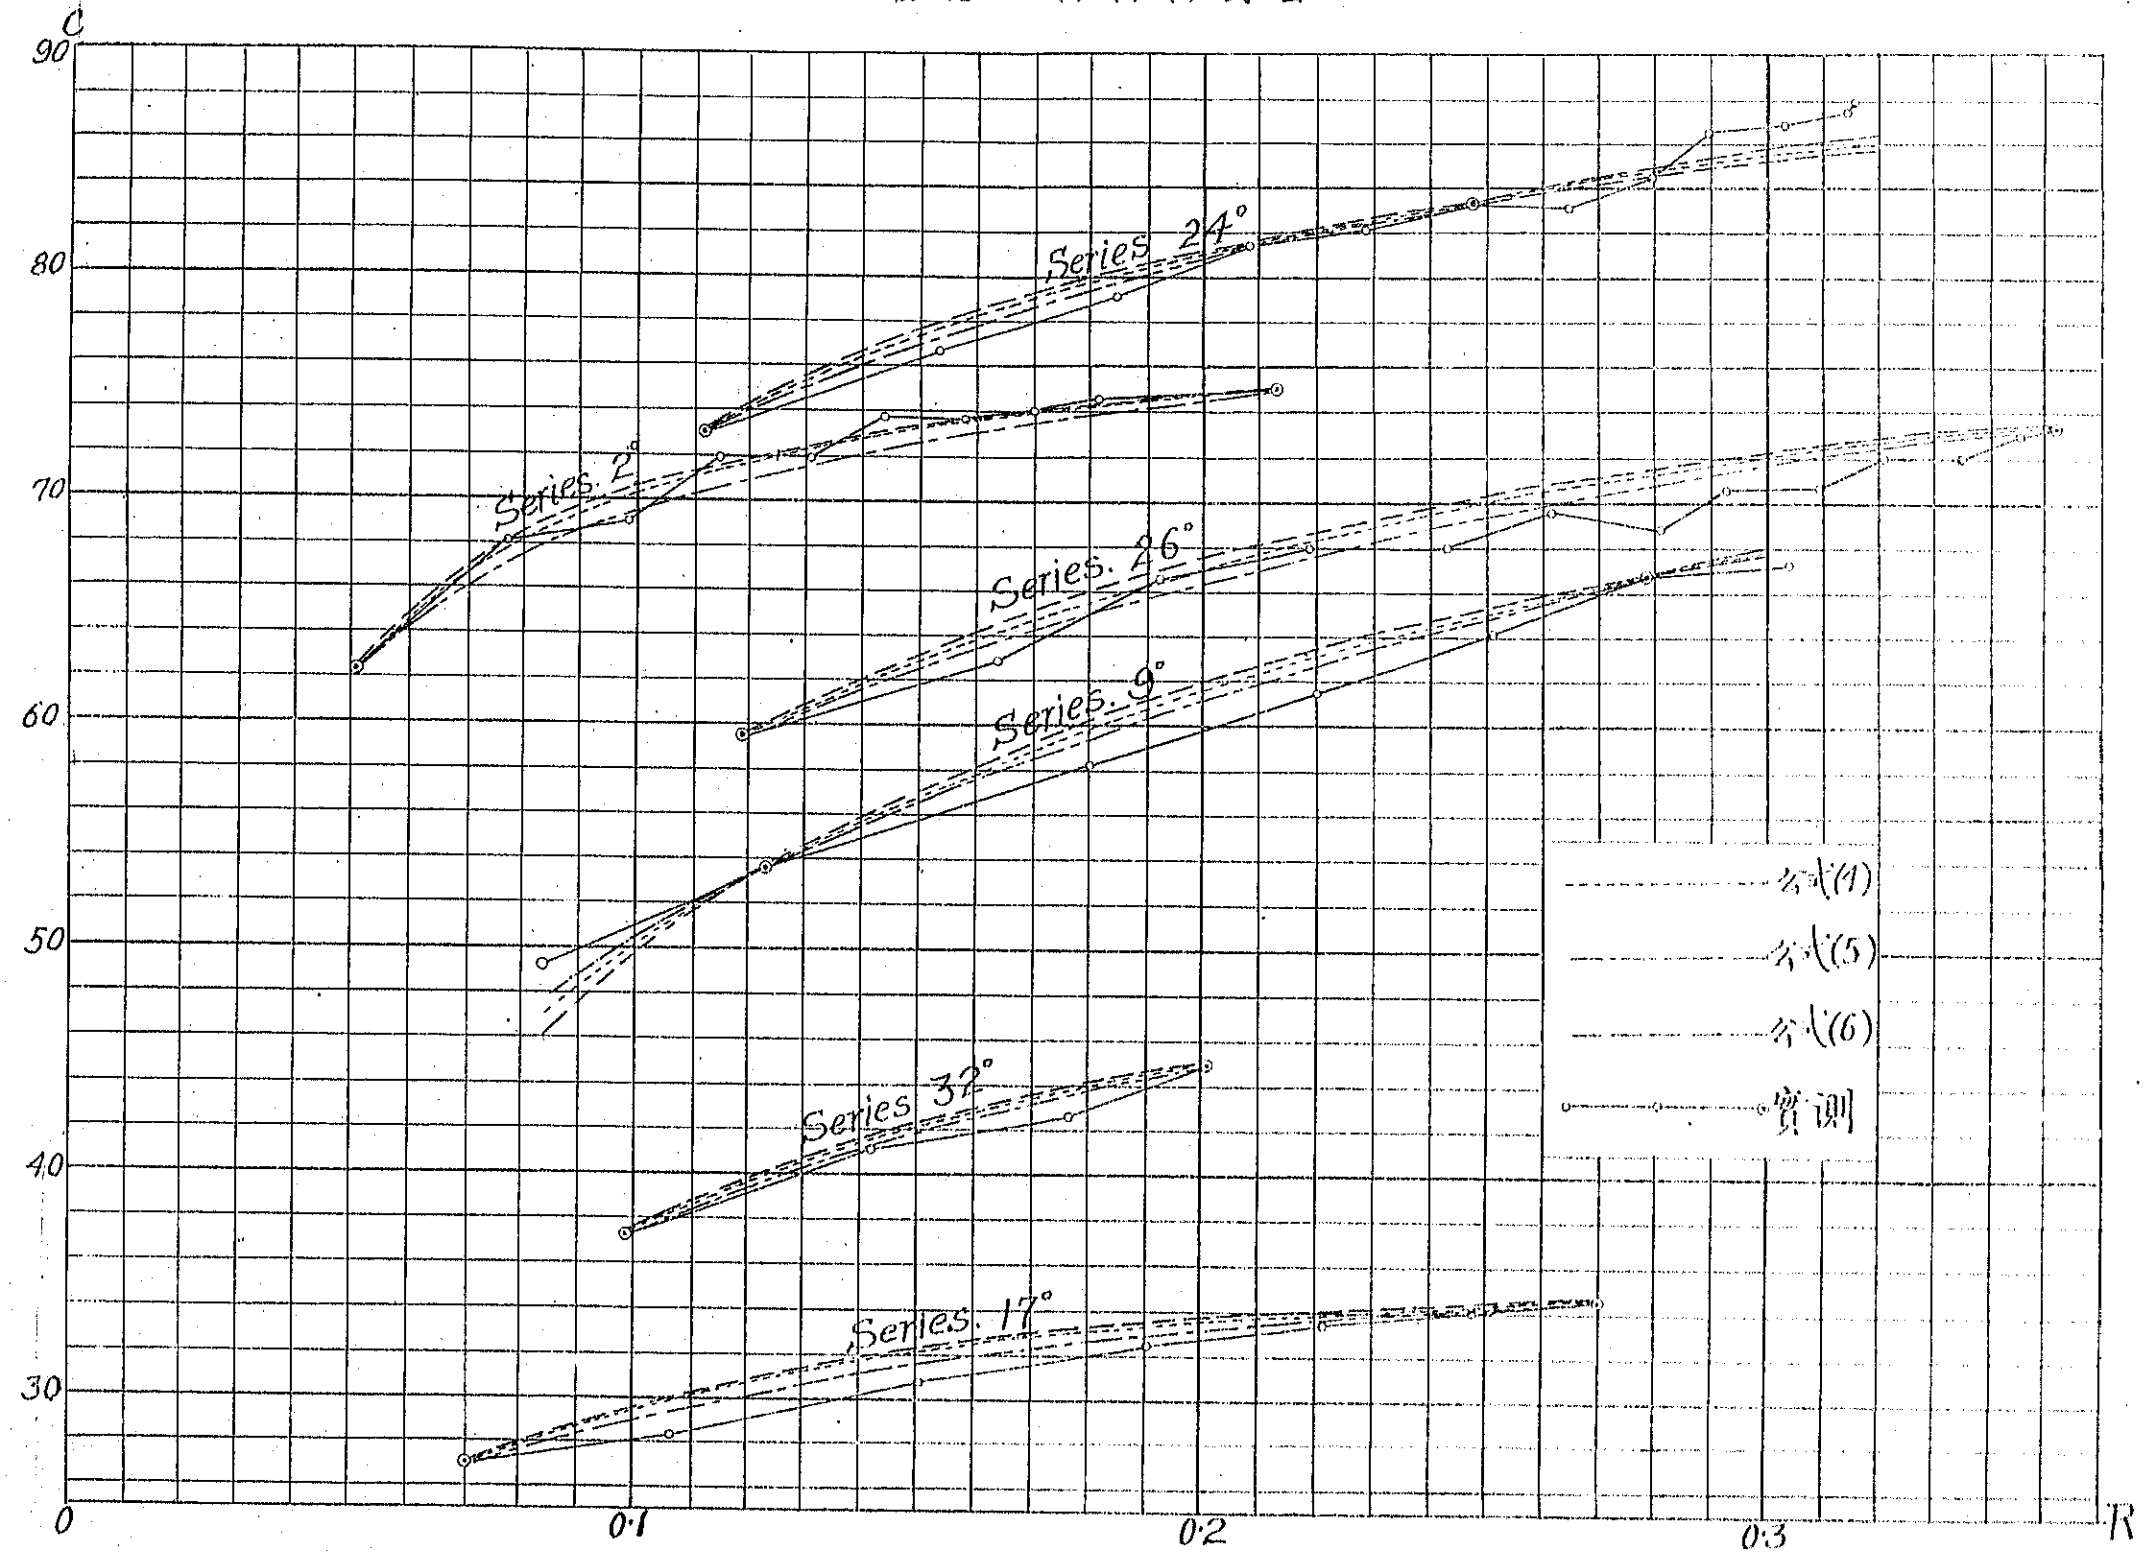 C
90
80
70
60
50
40
30
0
0.1
0.2
0.3
R
Series. 24°
Series. 2°
Series. 26°
Series. 9°
Series 32°
Series. 17°
公式(4)
公式(5)
公式(6)
實測